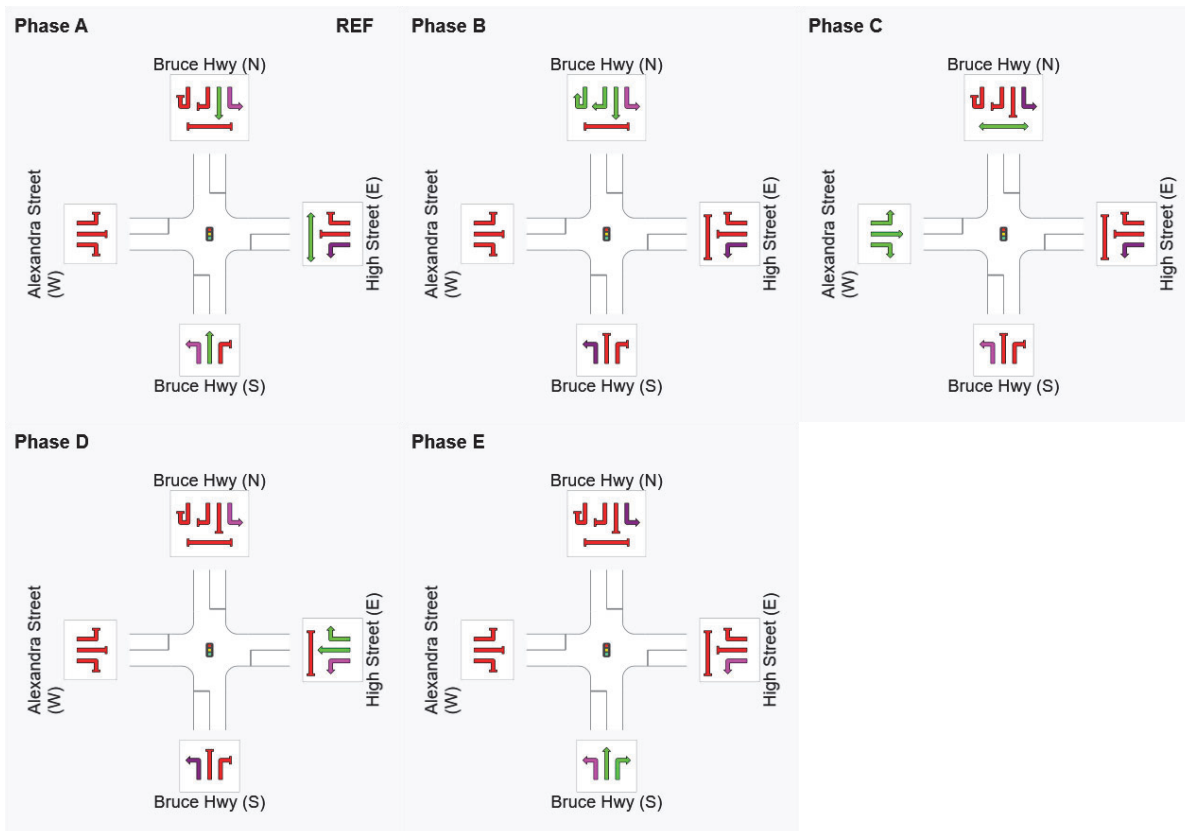 Phase A
REF
Bruce Hwy (N)
Alexandra Street
(W)
High Street (E)
Bruce Hwy (S)
Phase B
Bruce Hwy (N)
Alexandra Street
(W)
High Street (E)
Bruce Hwy (S)
Phase C
Bruce Hwy (N)
Alexandra Street
(W)
High Street (E)
Bruce Hwy (S)
Phase D
Bruce Hwy (N)
Alexandra Street
(W)
High Street (E)
Bruce Hwy (S)
Phase E
Bruce Hwy (N)
Alexandra Street
(W)
High Street (E)
Bruce Hwy (S)